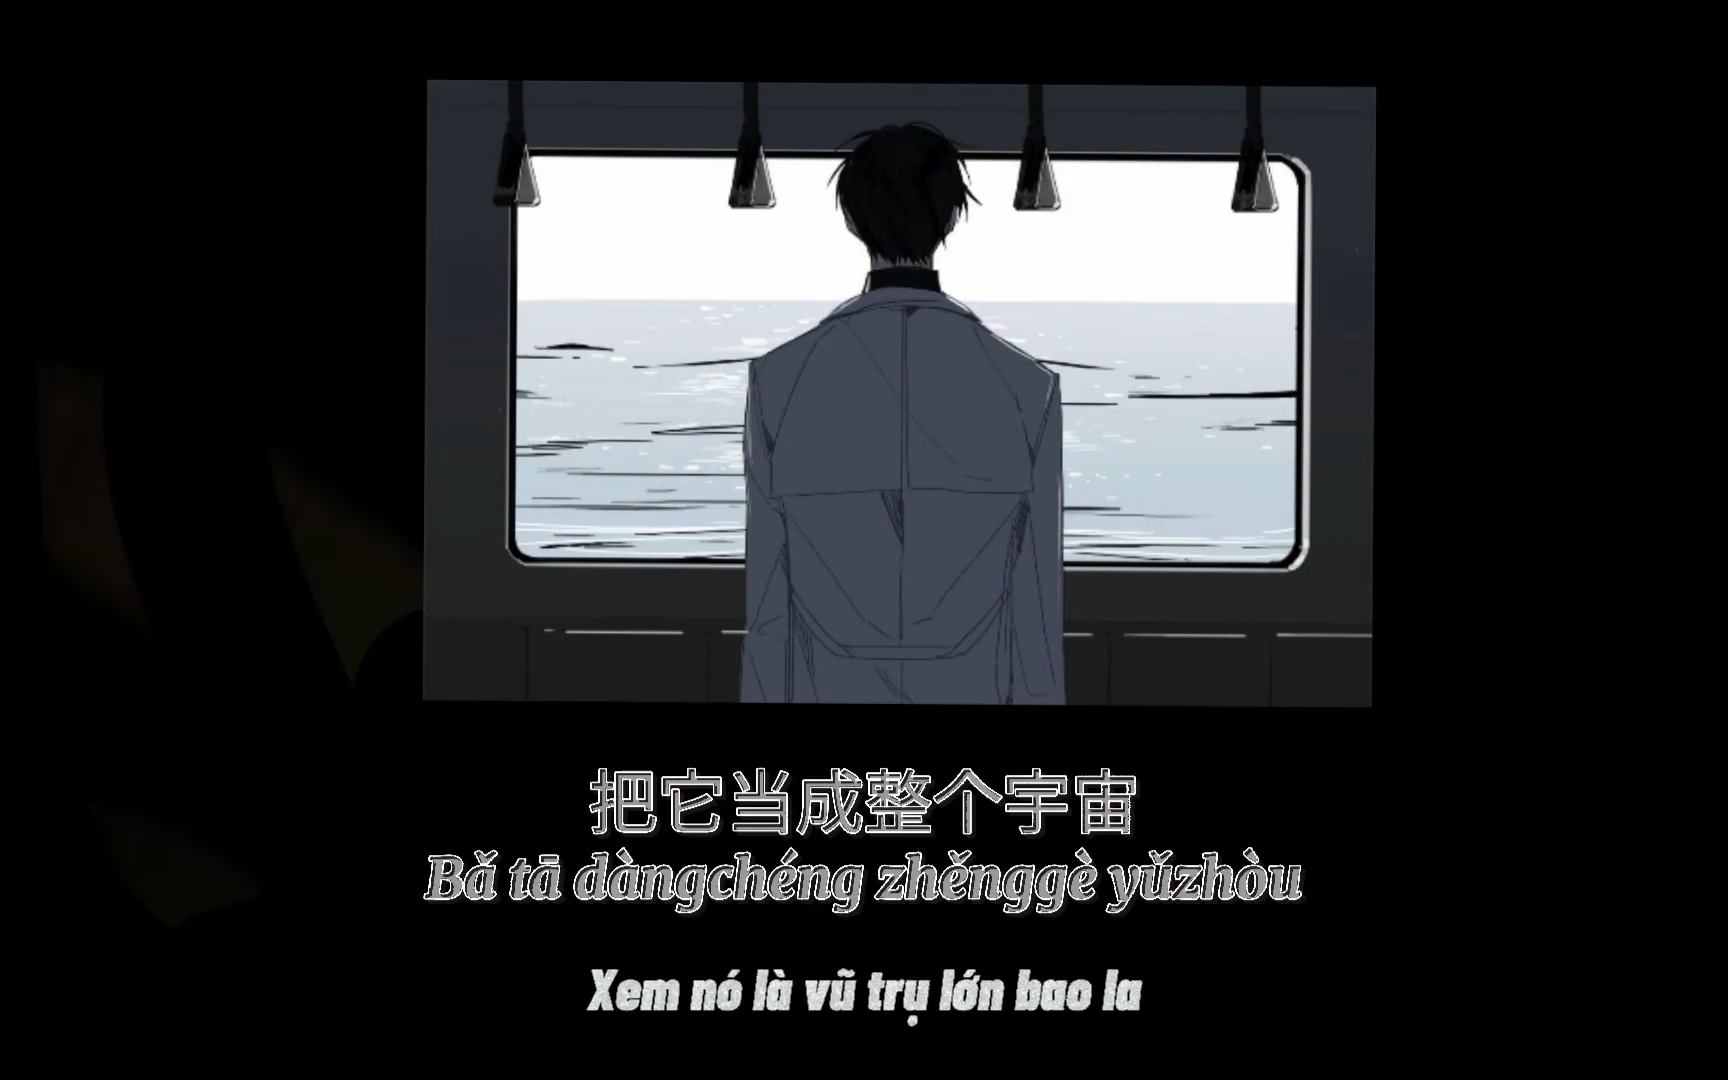 把它当成整个宇宙
Bǎ tā dàngchéng zhěnggè yǔzhòu
Xem nó là vũ trụ lớn bao la